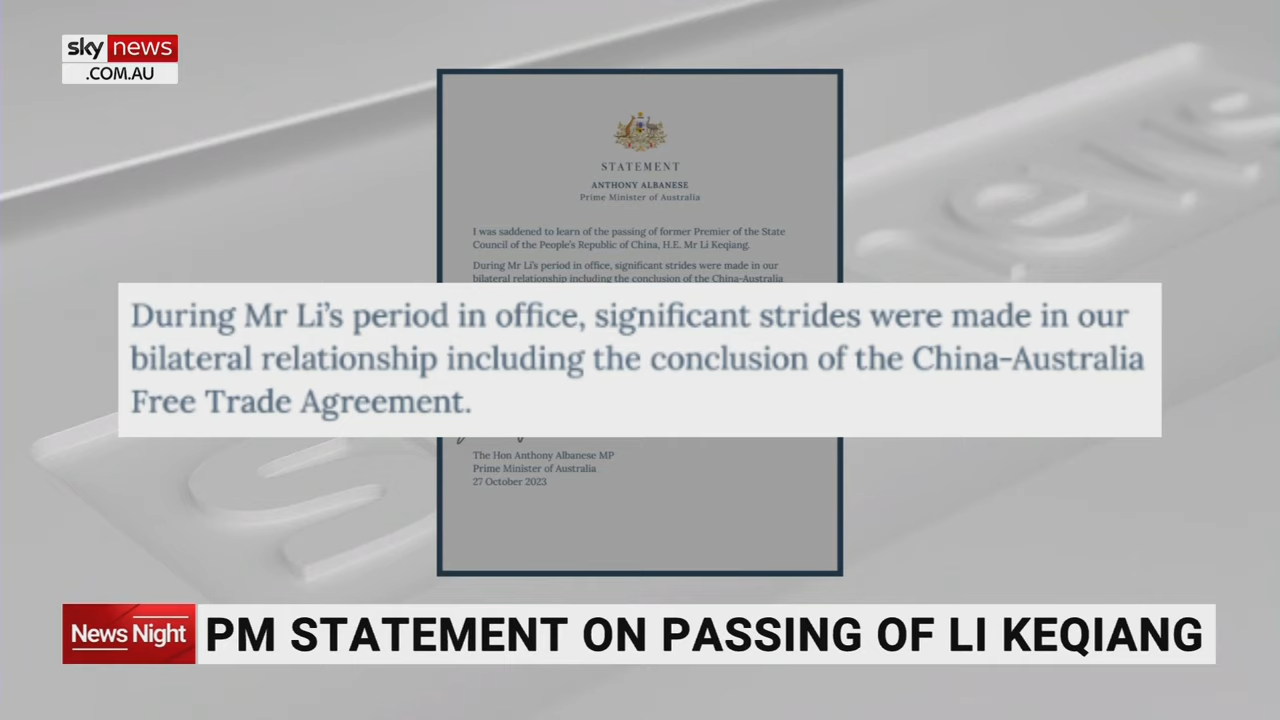 sky news
.COM.AU
STATEMENT
ANTHONY ALBANESE
Prime Minister of Australia
I was saddened to learn of the passing of former Premier of the State
Council of the People's Republic of China, H.E. Mr Li Keqiang.
During Mr Li's period in office, significant strides were made in our
bilateral relationship including the conclusion of the China-Australia
During Mr Li's period in office, significant strides were made in our
bilateral relationship including the conclusion of the China-Australia
Free Trade Agreement.
The Hon Anthony Albanese MP
Prime Minister of Australia
27 October 2023
News Night
PM STATEMENT ON PASSING OF LI KEQIANG